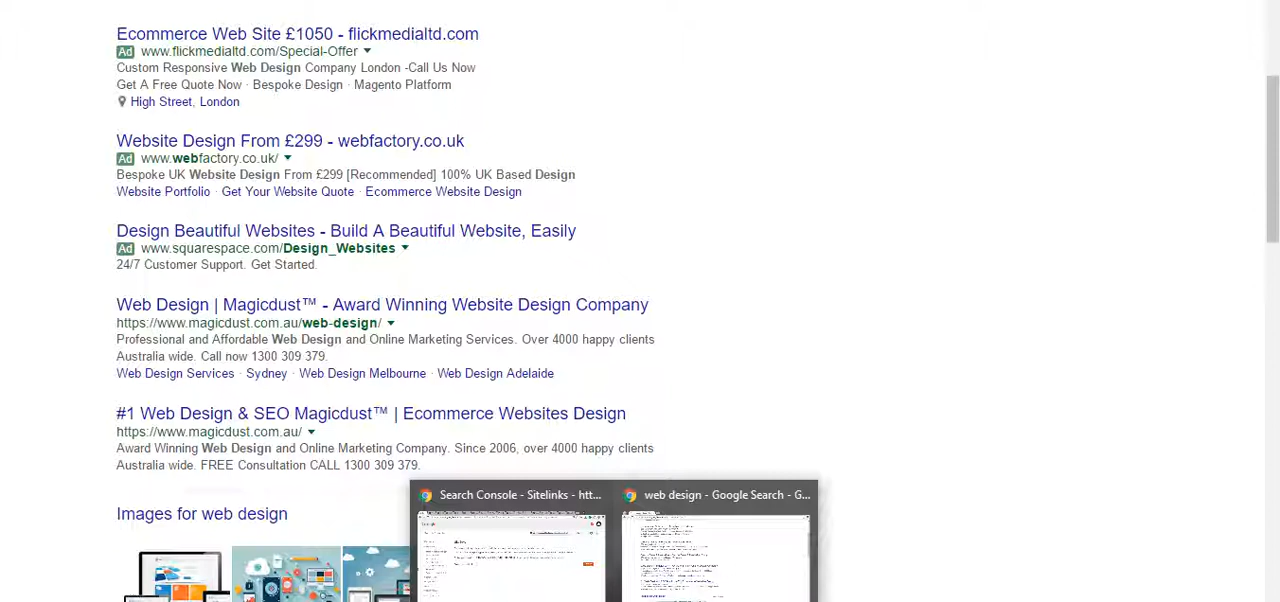 Ecommerce Web Site £1050 - flickmedialtd.com
Ad www.flickmedialtd.com/Special-Offer
Custom Responsive Web Design Company London -Call Us Now
Get A Free Quote Now · Bespoke Design · Magento Platform
High Street, London
Website Design From £299 - webfactory.co.uk
Ad www.webfactory.co.uk/
Bespoke UK Website Design From £299 [Recommended] 100% UK Based Design
Website Portfolio · Get Your Website Quote · Ecommerce Website Design
Design Beautiful Websites - Build A Beautiful Website, Easily
Ad www.squarespace.com/Design_Websites
24/7 Customer Support. Get Started.
Web Design | Magicdust™ - Award Winning Website Design Company
https://www.magicdust.com.au/web-design/
Professional and Affordable Web Design and Online Marketing Services. Over 4000 happy clients
Australia wide. Call now 1300 309 379.
Web Design Services · Sydney · Web Design Melbourne · Web Design Adelaide
#1 Web Design & SEO Magicdust™ | Ecommerce Websites Design
https://www.magicdust.com.au/
Award Winning Web Design and Online Marketing Company. Since 2006, over 4000 happy clients
Australia wide. FREE Consultation CALL 1300 309 379.
Search Console - Sitelinks - htt...
web design - Google Search - G...
Images for web design